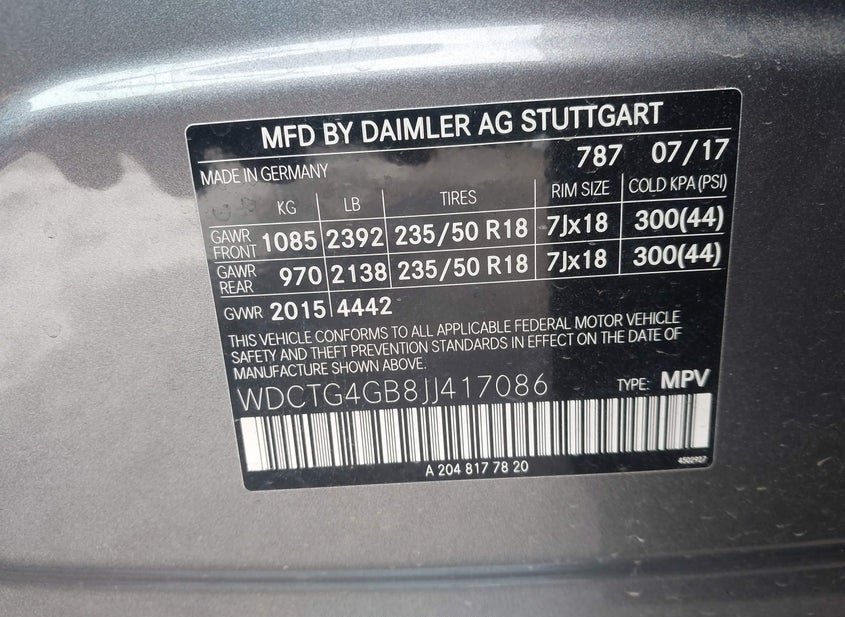 MFD BY DAIMLER AG STUTTGART
MADE IN GERMANY 787 07/17
KG LB TIRES RIM SIZE COLD KPA (PSI)
GAWR FRONT 1085 2392 235/50 R18 7Jx18 300(44)
GAWR REAR 970 2138 235/50 R18 7Jx18 300(44)
GVWR 2015 4442
THIS VEHICLE CONFORMS TO ALL APPLICABLE FEDERAL MOTOR VEHICLE
SAFETY AND THEFT PREVENTION STANDARDS IN EFFECT ON THE DATE OF
MANUFACTURE SHOWN ABOVE.
WDCTG4GB8JJ417086 TYPE: MPV
A 204 817 78 20 4502927